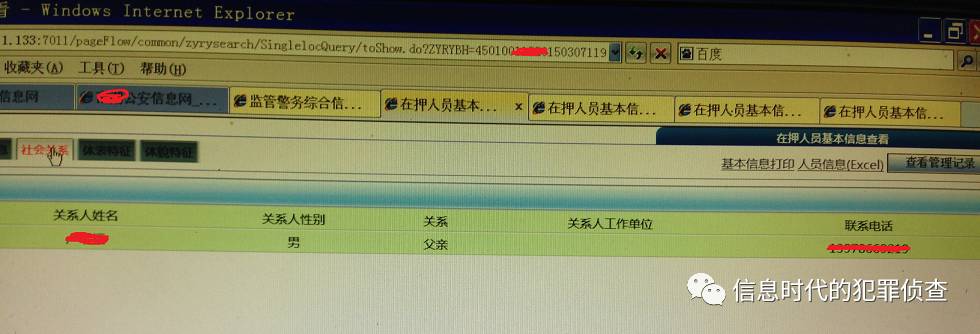 看 - Windows Internet Explorer
1.133:7011/pageFlow/common/zyrysearch/SinglelocQuery/toShow.do?ZYRYBH=4501001 150307119 百度
收藏夹(A) 工具(T) 帮助(H)
信息网 公安信息网_... 监管警务综合信... 在押人员基本... x 在押人员基本信... 在押人员基本信... 在押人员基本信...
在押人员基本信息查看
社会关系 体表特征 体貌特征
基本信息打印 人员信息(Excel) 查看管理记录
关系人姓名 关系人性别 关系 关系人工作单位 联系电话
男 父亲
信息时代的犯罪侦查